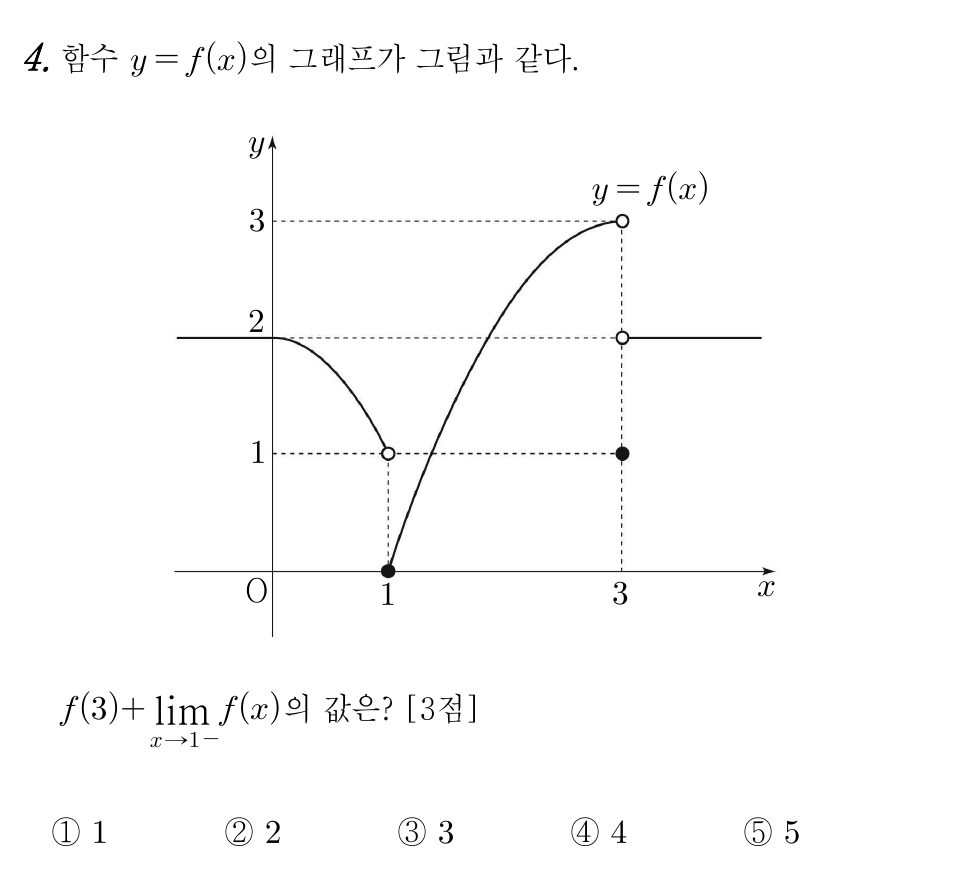 4. 함수 y=f(x)의 그래프가 그림과 같다.
y
y=f(x)
3
2
1
O 1 3 x
f(3)+ lim f(x)의 값은? [3점]
x→1−
① 1 ② 2 ③ 3 ④ 4 ⑤ 5